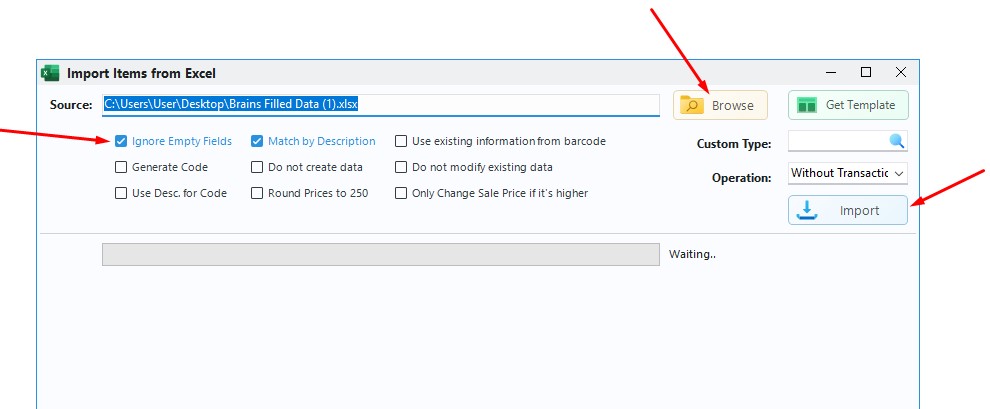 Import Items from Excel
Source: C:\Users\User\Desktop\Brains Filled Data (1).xlsx Browse Get Template
Ignore Empty Fields Match by Description Use existing information from barcode Custom Type:
Generate Code Do not create data Do not modify existing data Operation: Without Transactic
Use Desc. for Code Round Prices to 250 Only Change Sale Price if it's higher Import
Waiting..